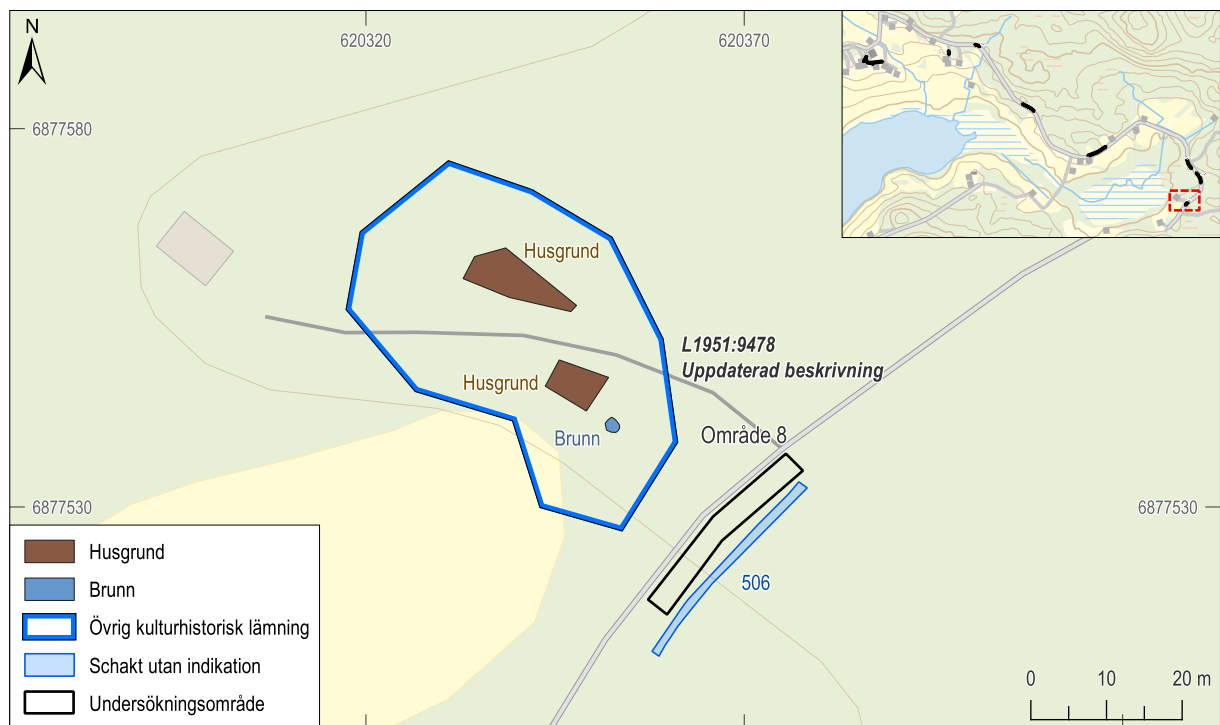 N
620320
620370
6877580
Husgrund
L1951:9478
Uppdaterad beskrivning
Husgrund
Område 8
Brunn
6877530
6877530
506
Husgrund
Brunn
Övrig kulturhistorisk lämning
Schakt utan indikation
Undersökningsområde
0 10 20 m